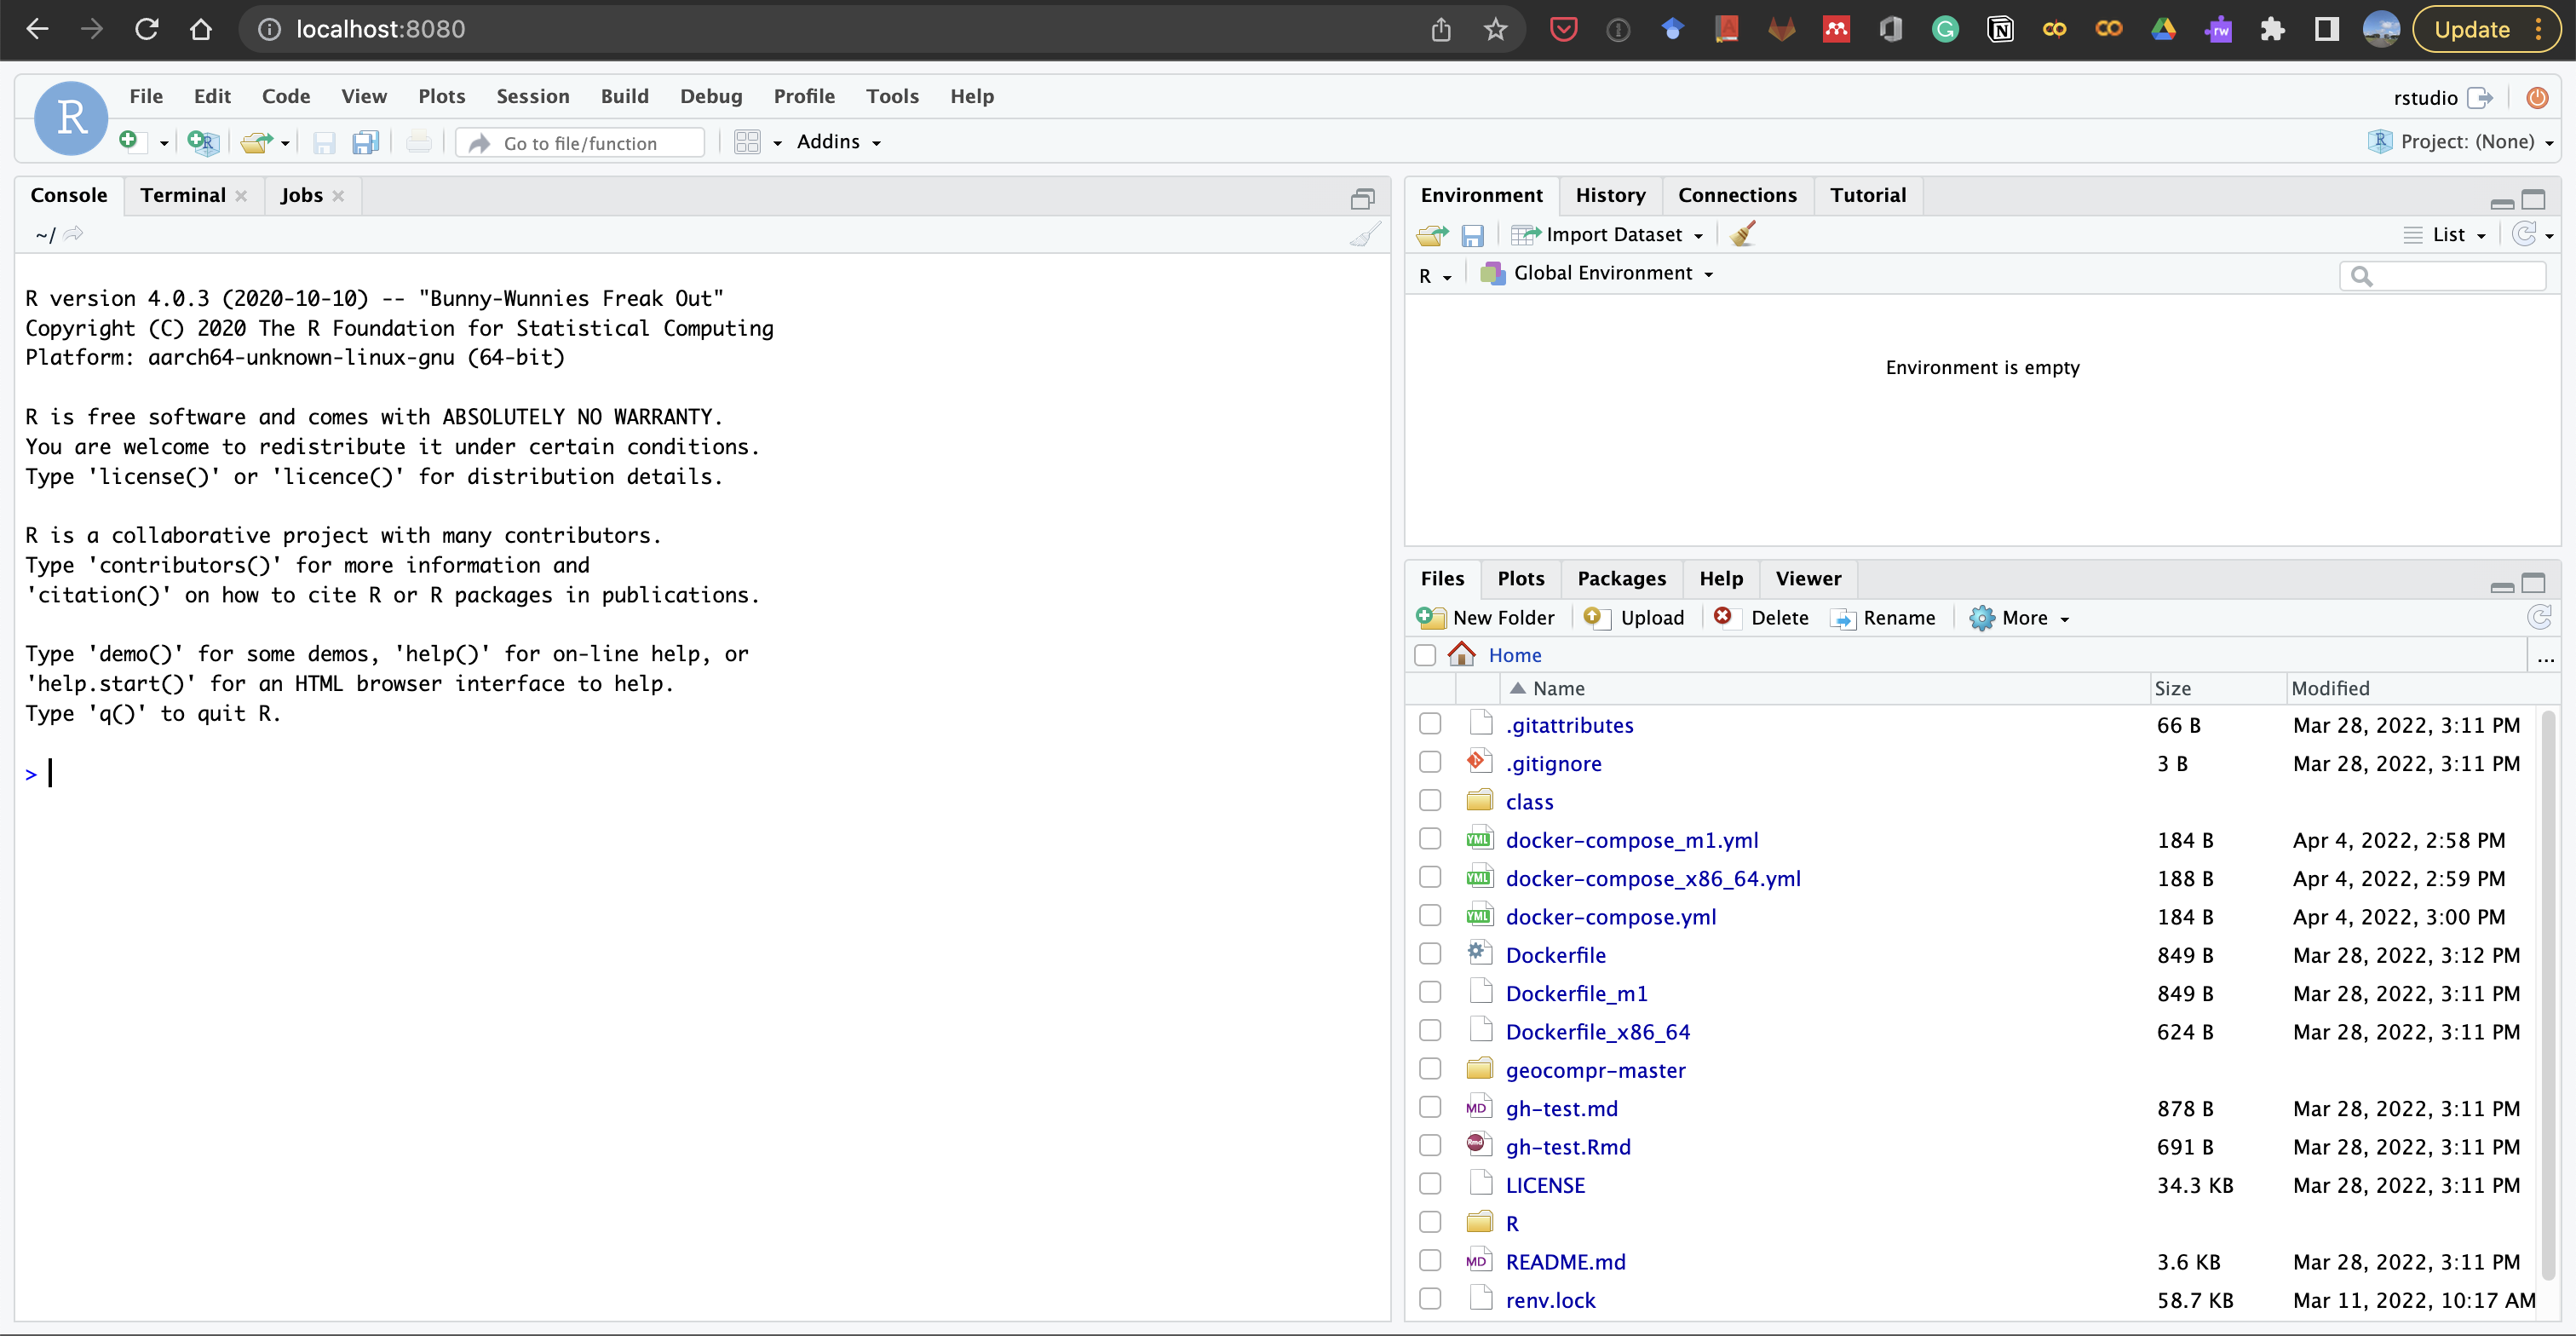 localhost:8080
Update
R
File Edit Code View Plots Session Build Debug Profile Tools Help
rstudio
Go to file/function
Addins
Project: (None)
Console Terminal Jobs
~/
R version 4.0.3 (2020-10-10) -- "Bunny-Wunnies Freak Out"
Copyright (C) 2020 The R Foundation for Statistical Computing
Platform: aarch64-unknown-linux-gnu (64-bit)
R is free software and comes with ABSOLUTELY NO WARRANTY.
You are welcome to redistribute it under certain conditions.
Type 'license()' or 'licence()' for distribution details.
R is a collaborative project with many contributors.
Type 'contributors()' for more information and
'citation()' on how to cite R or R packages in publications.
Type 'demo()' for some demos, 'help()' for on-line help, or
'help.start()' for an HTML browser interface to help.
Type 'q()' to quit R.
>
Environment History Connections Tutorial
Import Dataset List
R Global Environment
Environment is empty
Files Plots Packages Help Viewer
New Folder Upload Delete Rename More
Home ...
Name Size Modified
.gitattributes 66 B Mar 28, 2022, 3:11 PM
.gitignore 3 B Mar 28, 2022, 3:11 PM
class
docker-compose_m1.yml 184 B Apr 4, 2022, 2:58 PM
docker-compose_x86_64.yml 188 B Apr 4, 2022, 2:59 PM
docker-compose.yml 184 B Apr 4, 2022, 3:00 PM
Dockerfile 849 B Mar 28, 2022, 3:12 PM
Dockerfile_m1 849 B Mar 28, 2022, 3:11 PM
Dockerfile_x86_64 624 B Mar 28, 2022, 3:11 PM
geocompr-master
gh-test.md 878 B Mar 28, 2022, 3:11 PM
gh-test.Rmd 691 B Mar 28, 2022, 3:11 PM
LICENSE 34.3 KB Mar 28, 2022, 3:11 PM
R
README.md 3.6 KB Mar 28, 2022, 3:11 PM
renv.lock 58.7 KB Mar 11, 2022, 10:17 AM